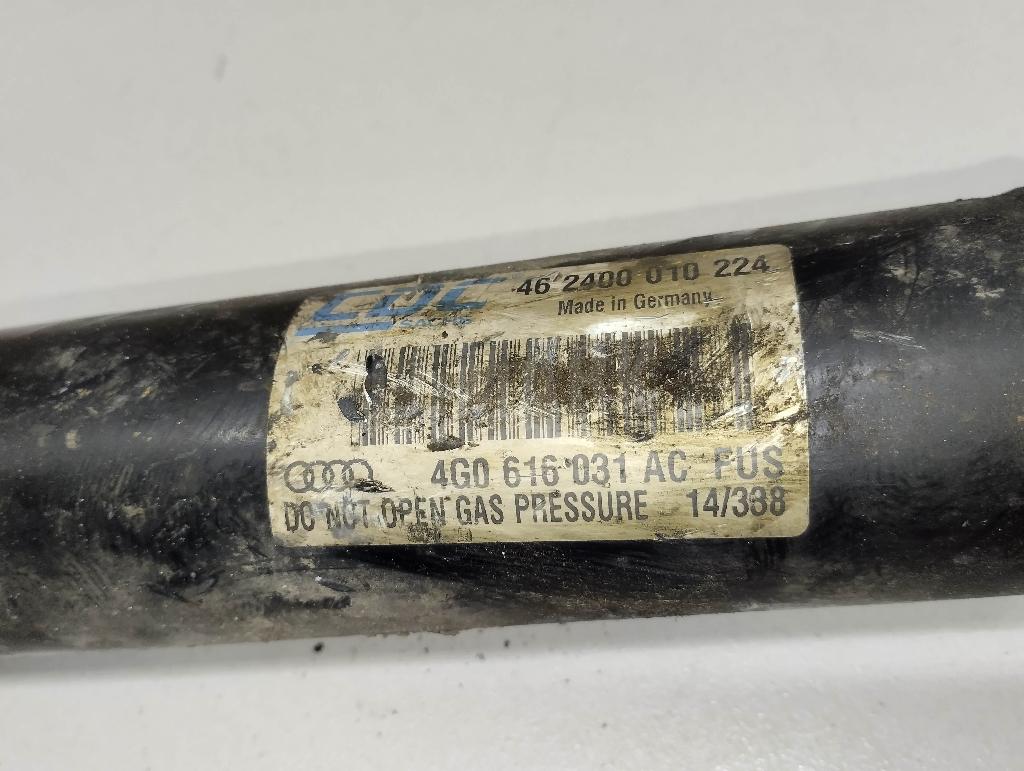 CDC
46 2400 010 224
Made in Germany
4G0 616 031 AC FUS
DO NOT OPEN GAS PRESSURE 14/338